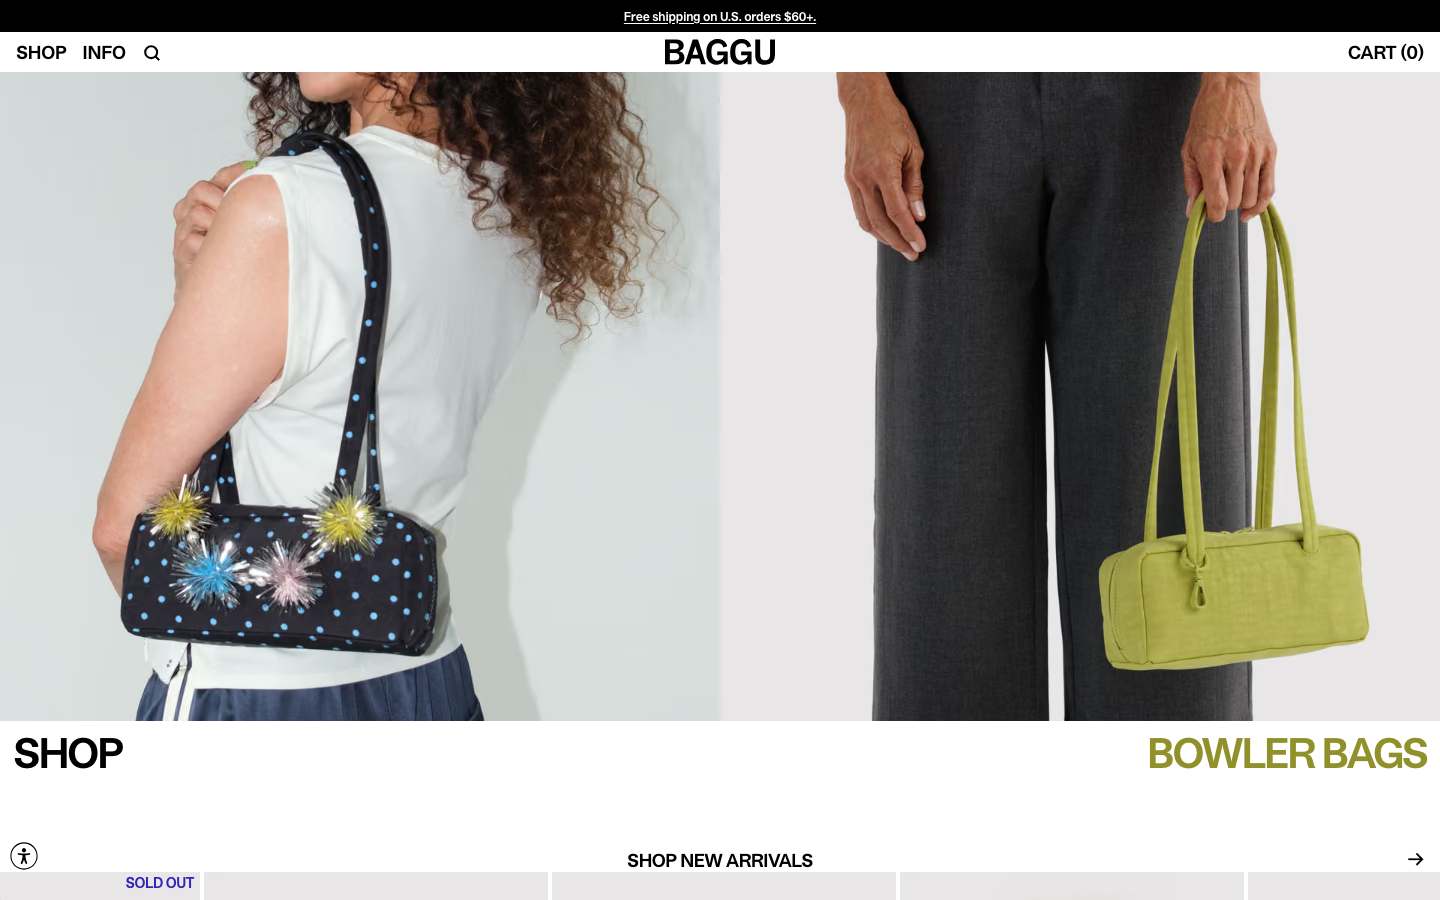 Free shipping on U.S. orders $60+.
SHOP INFO
BAGGU
CART (0)
SHOP
BOWLER BAGS
SHOP NEW ARRIVALS
SOLD OUT